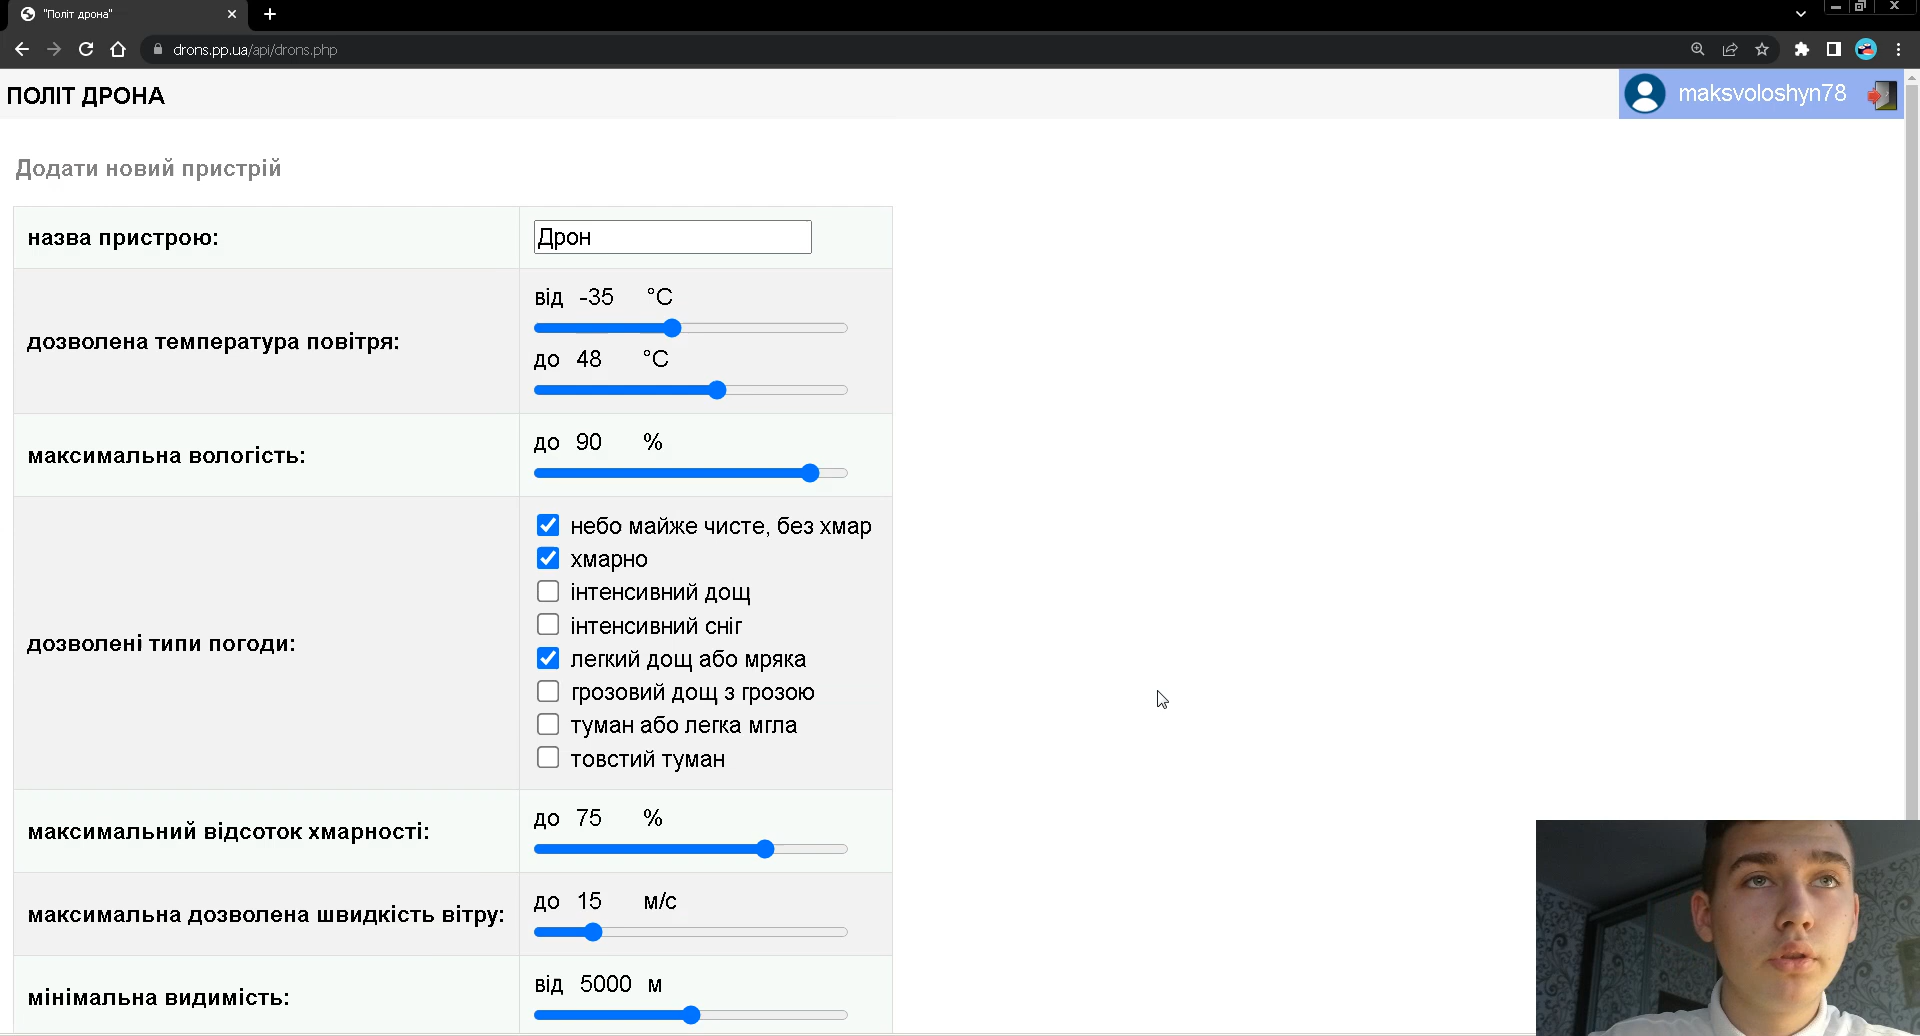 "Політ дрона"
drons.pp.ua/api/drons.php
ПОЛІТ ДРОНА
maksvoloshyn78
Додати новий пристрій
назва пристрою:
Дрон
дозволена температура повітря:
від -35 °C
до 48 °C
максимальна вологість:
до 90 %
дозволені типи погоди:
небо майже чисте, без хмар
хмарно
інтенсивний дощ
інтенсивний сніг
легкий дощ або мряка
грозовий дощ з грозою
туман або легка мгла
товстий туман
максимальний відсоток хмарності:
до 75 %
максимальна дозволена швидкість вітру:
до 15 м/с
мінімальна видимість:
від 5000 м